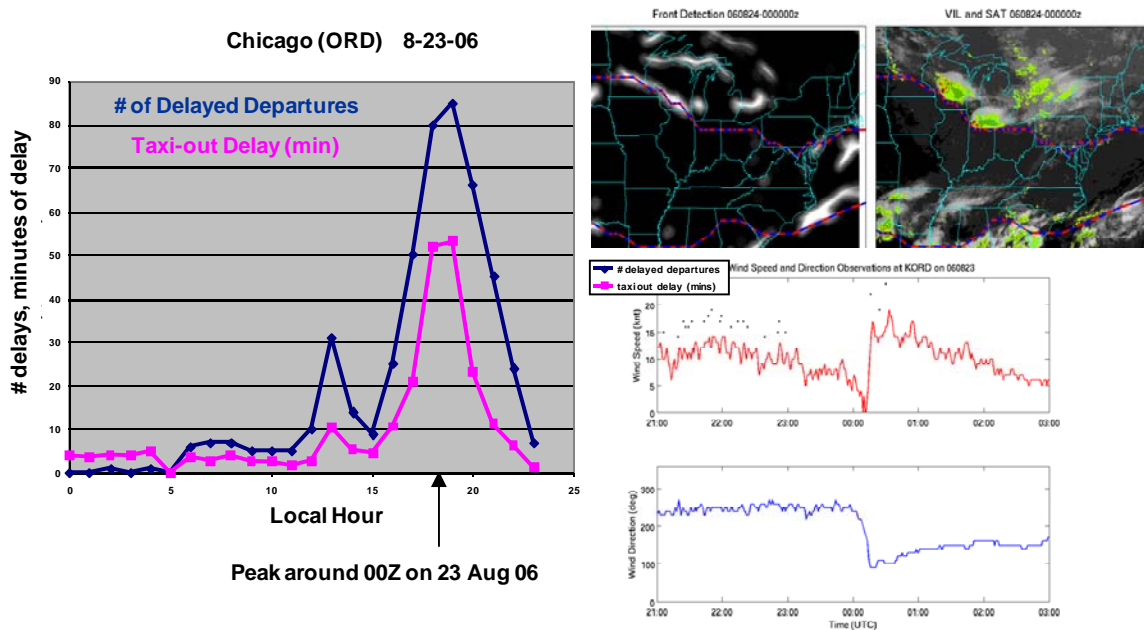 Chicago (ORD) 8-23-06
# of Delayed Departures
Taxi-out Delay (min)
# delays, minutes of delay
90
80
70
60
50
40
30
20
10
0
0 5 10 15 20 25
Local Hour
Peak around 00Z on 23 Aug 06
Front Detection 060824-000000z
VIL and SAT 060824-000000z
# delayed departures
taxi out delay (mins)
Wind Speed and Direction Observations at KORD on 060823
Wind Speed (knt)
20
15
10
5
0
21:00 22:00 23:00 00:00 01:00 02:00 03:00
Wind Direction (deg)
300
200
100
0
21:00 22:00 23:00 00:00 01:00 02:00 03:00
Time (UTC)